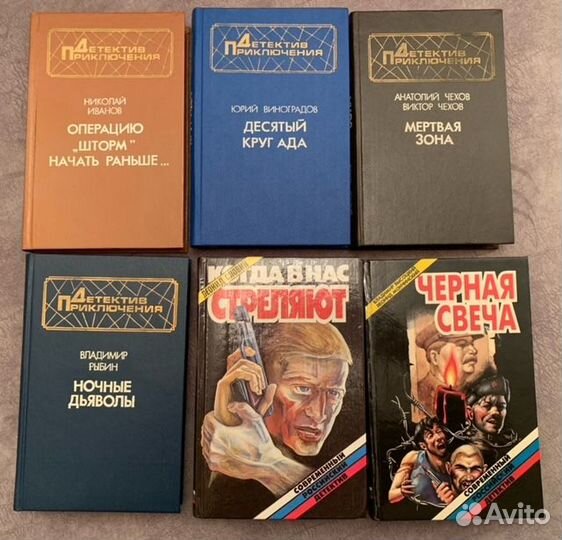 Детектив
Приключения
НИКОЛАЙ
ИВАНОВ
ОПЕРАЦИЮ
„ШТОРМ"
НАЧАТЬ РАНЬШЕ...
Детектив
Приключения
ЮРИЙ ВИНОГРАДОВ
ДЕСЯТЫЙ
КРУГ АДА
Детектив
Приключения
АНАТОЛИЙ ЧЕХОВ
ВИКТОР ЧЕХОВ
МЕРТВАЯ
ЗОНА
Детектив
Приключения
ВЛАДИМИР
РЫБИН
НОЧНЫЕ
ДЬЯВОЛЫ
ЛЕОНИД СЛОВИН
КОГДА В НАС
СТРЕЛЯЮТ
СОВРЕМЕННЫЙ
РОССИЙСКИЙ
ДЕТЕКТИВ
ЧЕРНАЯ
СВЕЧА
СОВРЕМЕННЫЙ
РОССИЙСКИЙ
ДЕТЕКТИВ
Avito